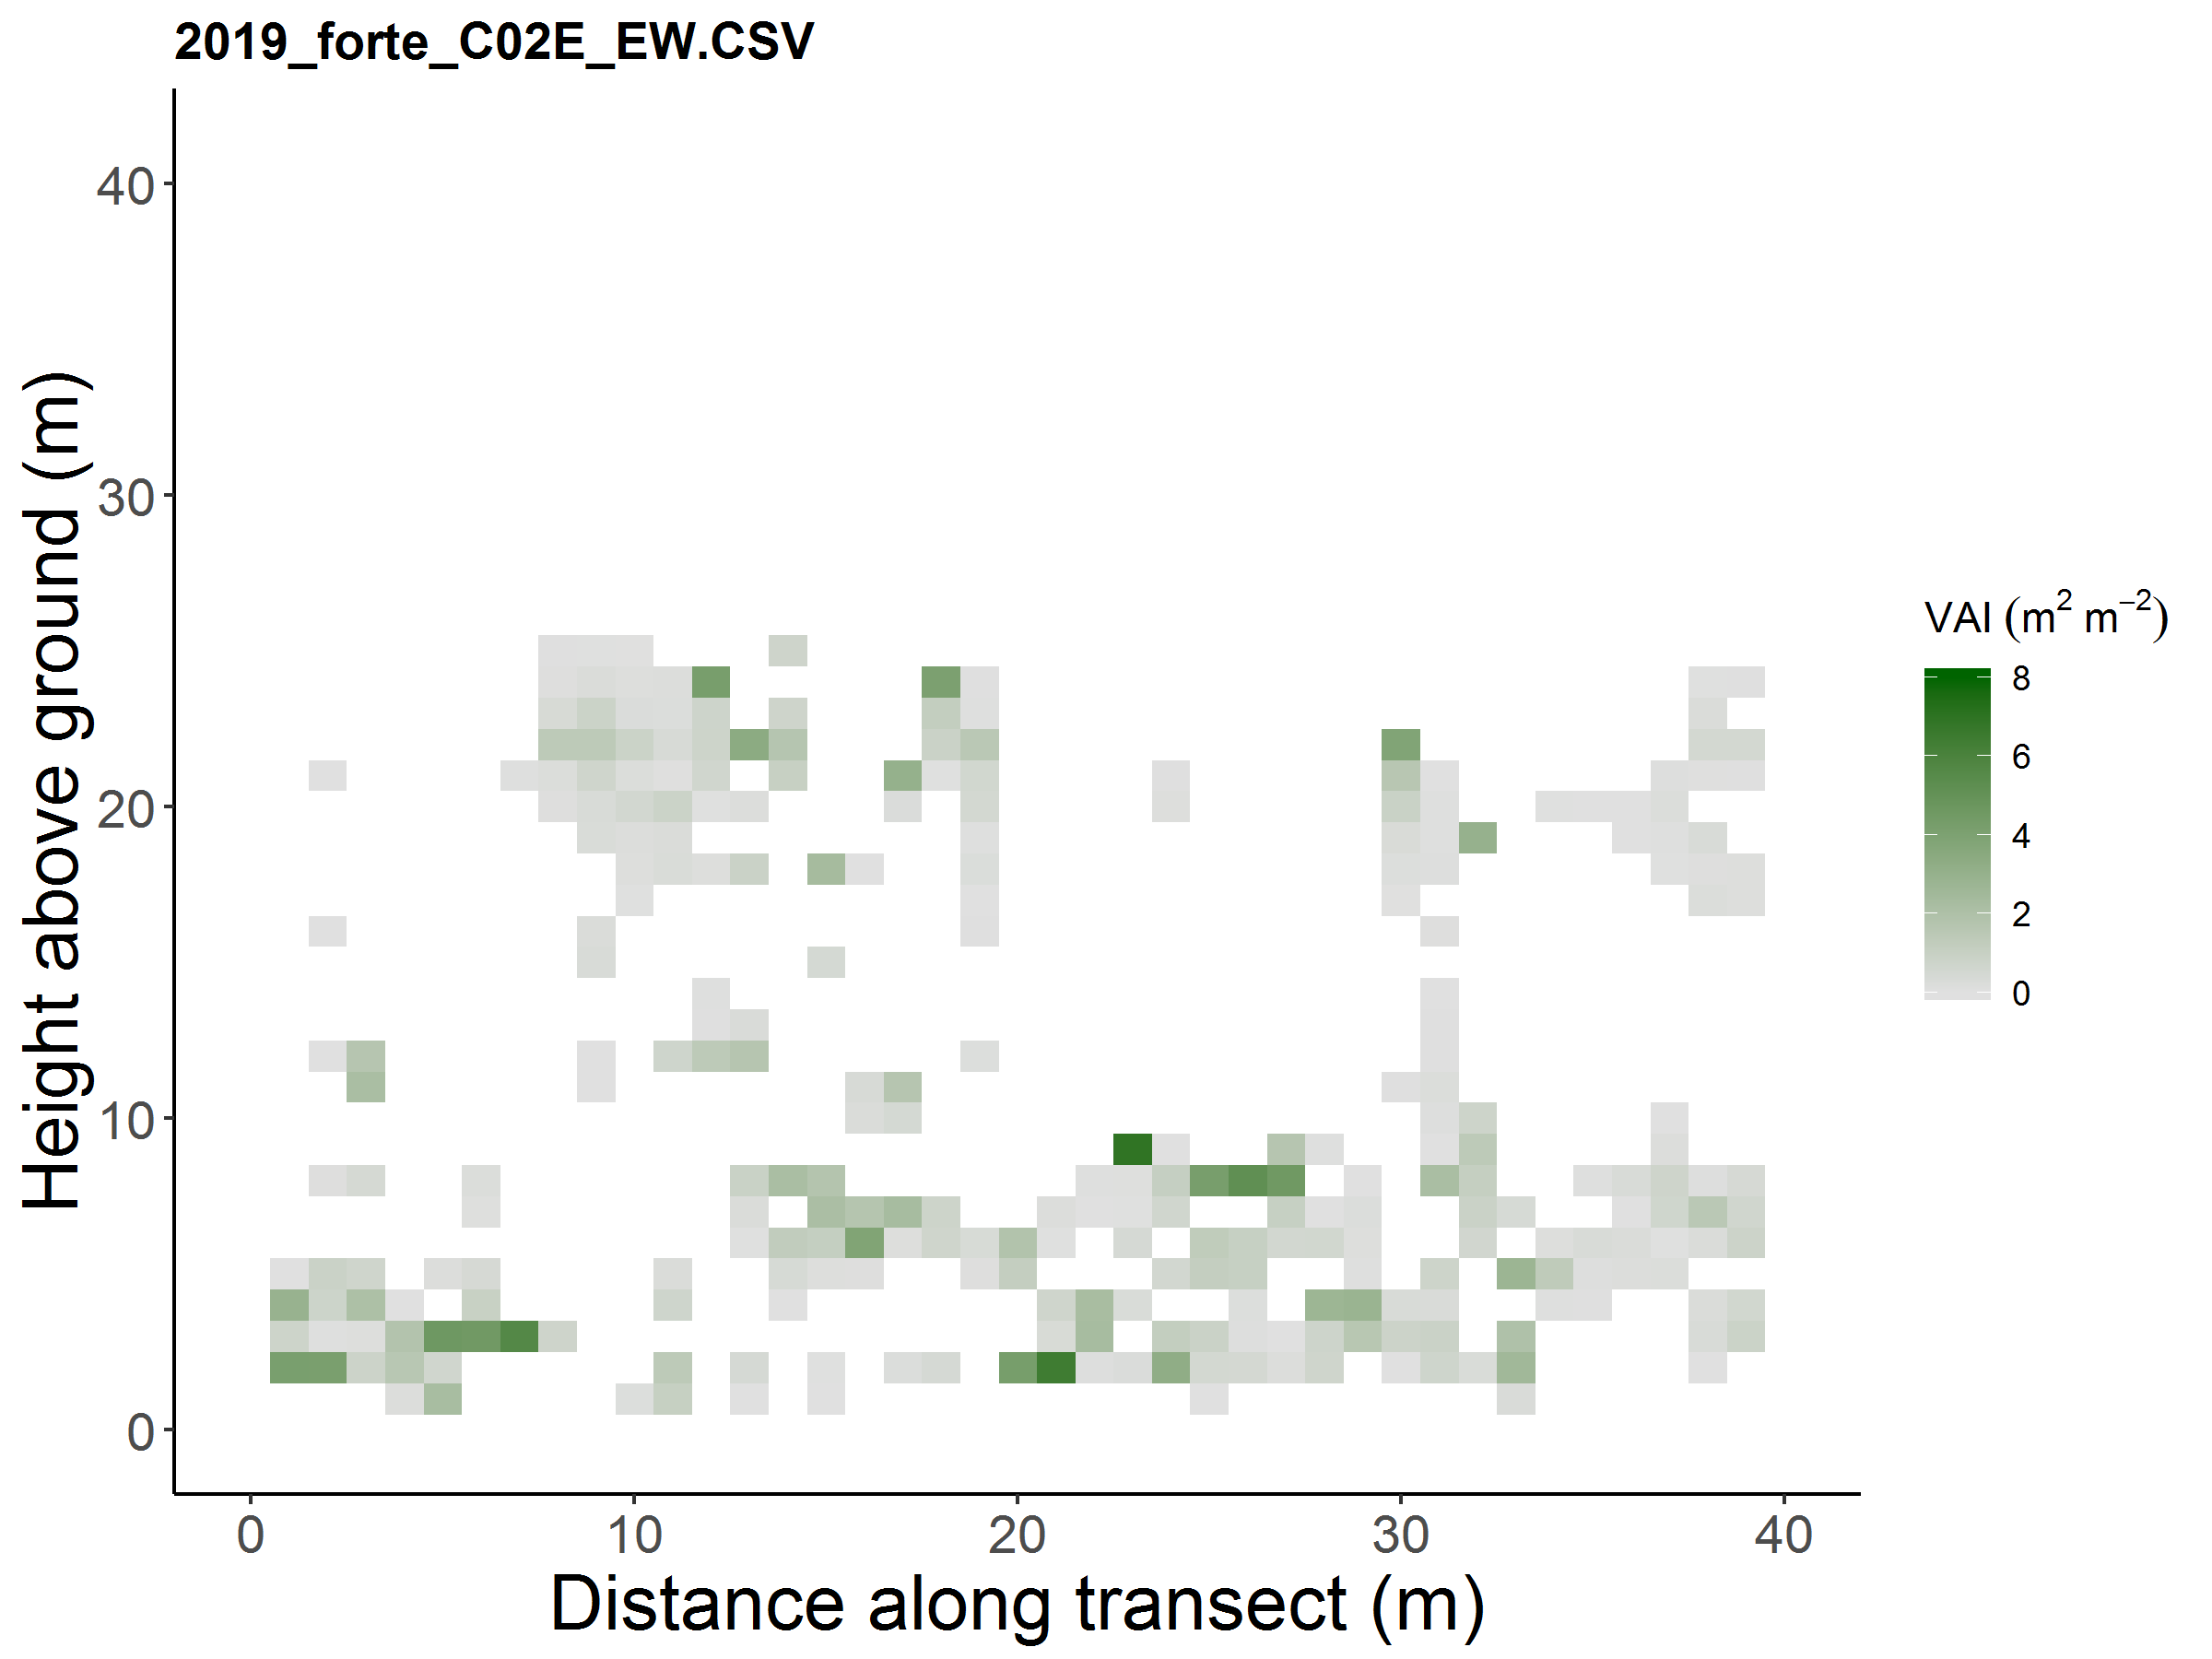 2019_forte_C02E_EW.CSV
Height above ground (m)
40
30
20
10
0
0 10 20 30 40
Distance along transect (m)
VAI (m² m⁻²)
8
6
4
2
0